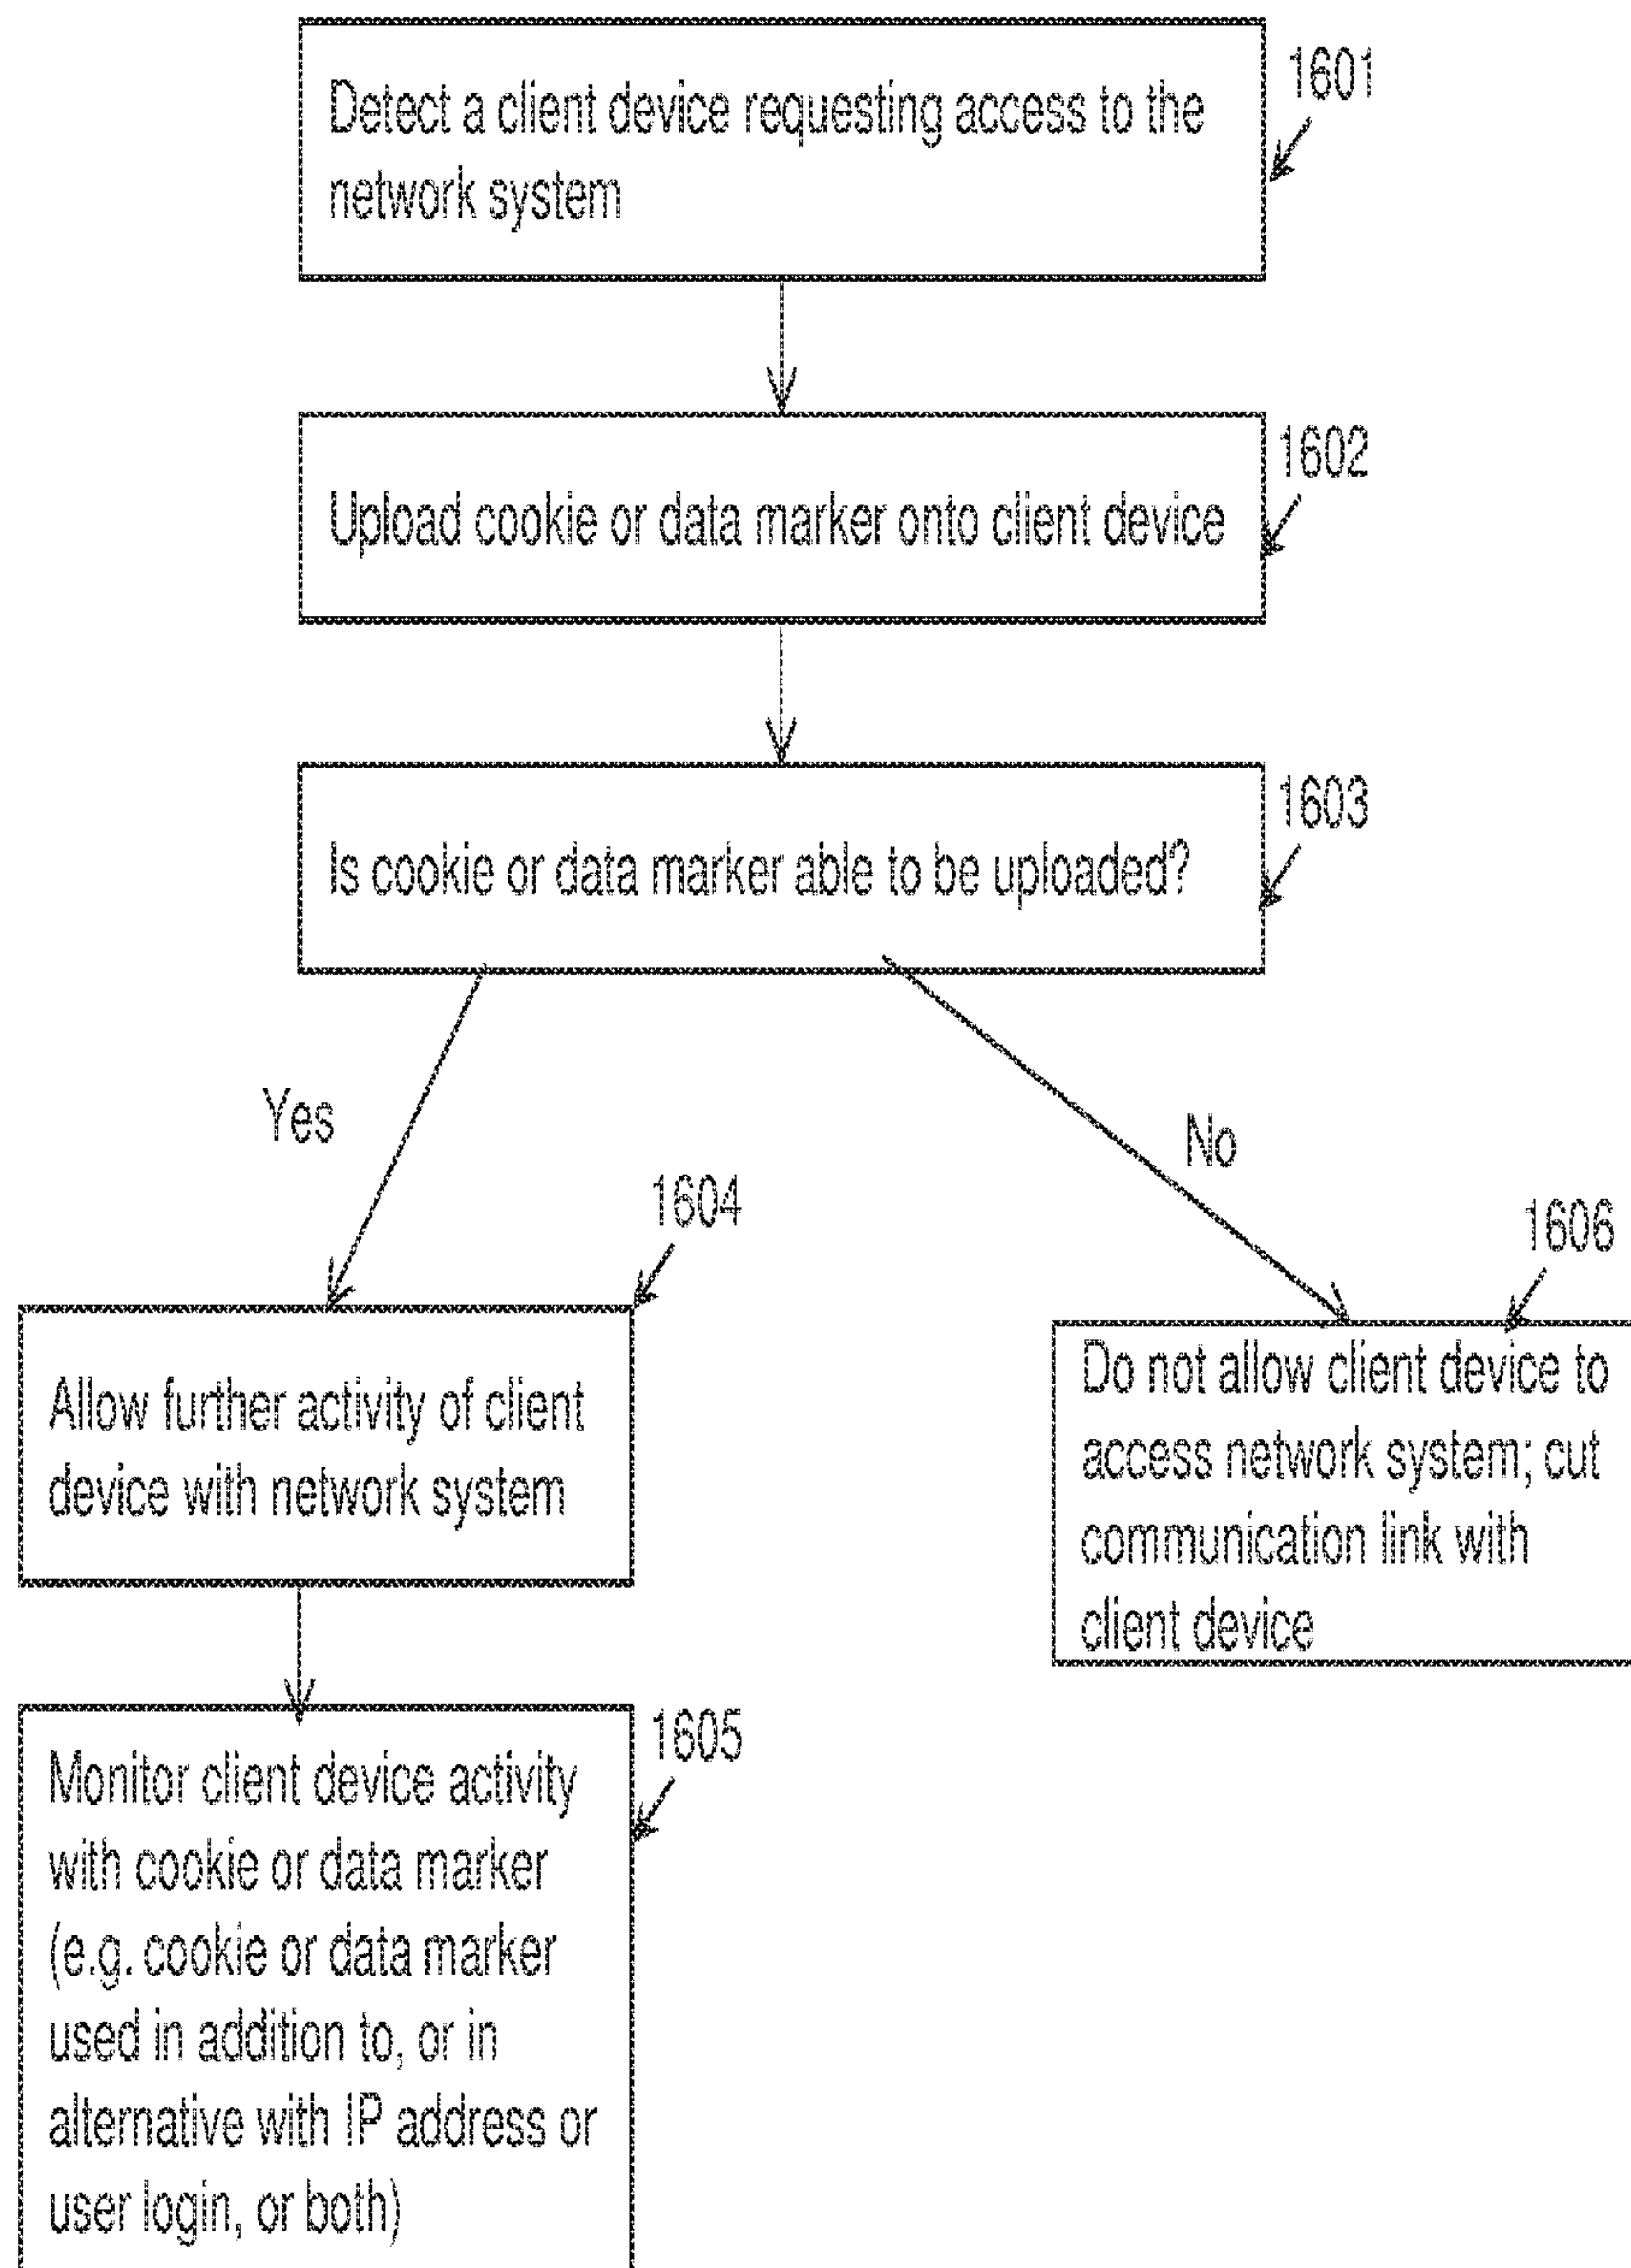 Detect a client device requesting access to the
network system
1601
Upload cookie or data marker onto client device
1602
Is cookie or data marker able to be uploaded?
1603
Yes
No
1604
Allow further activity of client
device with network system
1606
Do not allow client device to
access network system; cut
communication link with
client device
1605
Monitor client device activity
with cookie or data marker
(e.g. cookie or data marker
used in addition to, or in
alternative with IP address or
user login, or both)